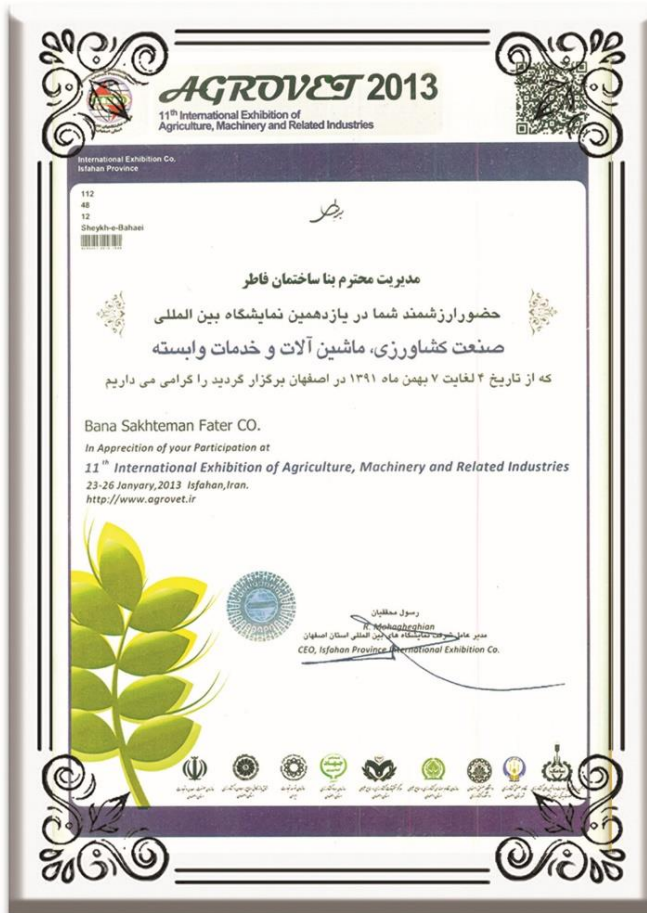 AGROVET 2013
11th International Exhibition of
Agriculture, Machinery and Related Industries
International Exhibition Co.
Isfahan Province
112
48
12
Sheykh-e-Bahaei
مدیریت محترم بنا ساختمان فاطر
حضور ارزشمند شما در یازدهمین نمایشگاه بین المللی
صنعت کشاورزی، ماشین آلات و خدمات وابسته
که از تاریخ ۴ لغایت ۷ بهمن ماه ۱۳۹۱ در اصفهان برگزار گردید را گرامی می داریم
Bana Sakhteman Fater CO.
In Apprecition of your Participation at
11th International Exhibition of Agriculture, Machinery and Related Industries
23-26 Janyary,2013 Isfahan,Iran.
http://www.agrovet.ir
رسول محققیان
R. Mohagheghian
مدیر عامل شرکت نمایشگاه های بین المللی استان اصفهان
CEO, Isfahan Province International Exhibition Co.